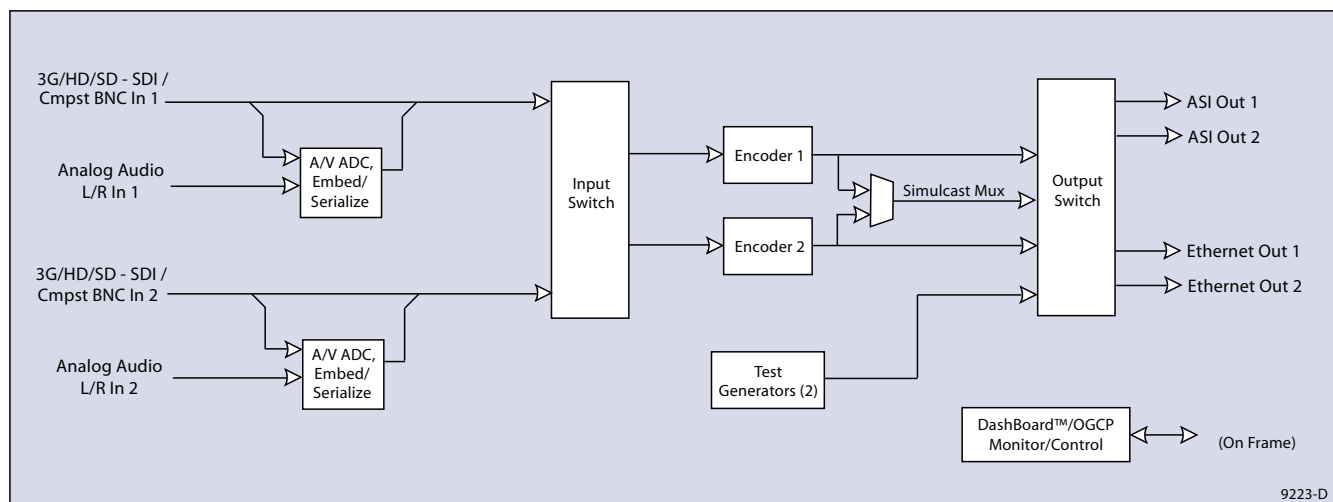 3G/HD/SD - SDI /
Cmpst BNC In 1
Analog Audio
L/R In 1
A/V ADC,
Embed/
Serialize
3G/HD/SD - SDI /
Cmpst BNC In 2
Analog Audio
L/R In 2
A/V ADC,
Embed/
Serialize
Input
Switch
Encoder 1
Encoder 2
Simulcast Mux
Test
Generators (2)
Output
Switch
ASI Out 1
ASI Out 2
Ethernet Out 1
Ethernet Out 2
DashBoard™/OGCP
Monitor/Control
(On Frame)
9223-D